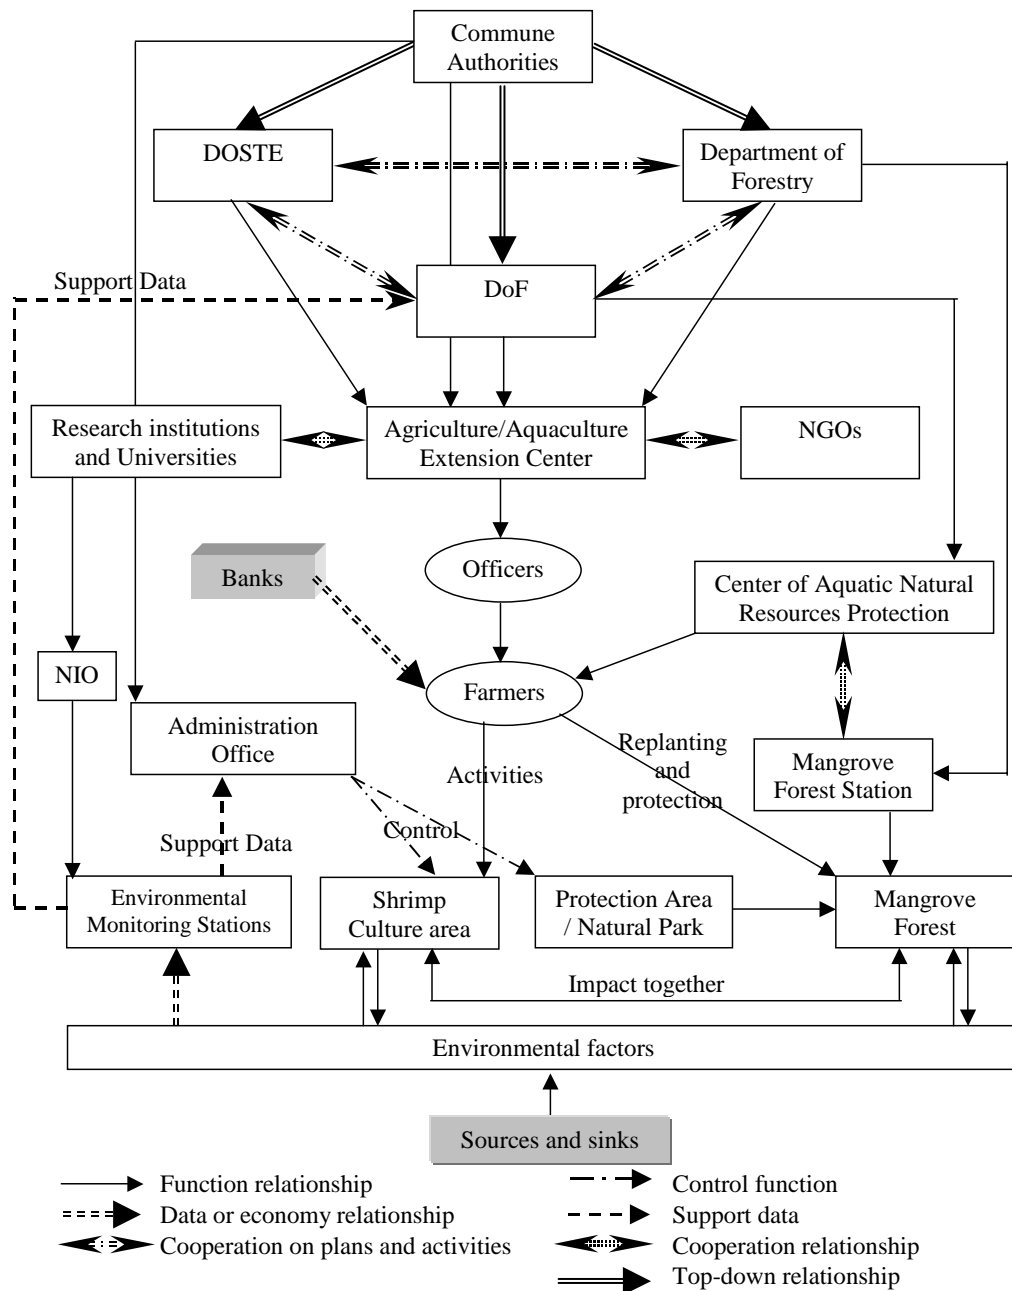 Commune
Authorities
DOSTE
Department of
Forestry
Support Data
DoF
Research institutions
and Universities
Agriculture/Aquaculture
Extension Center
NGOs
Banks
Officers
Center of Aquatic Natural
Resources Protection
NIO
Farmers
Administration
Office
Activities
Replanting
and
protection
Mangrove
Forest Station
Control
Support Data
Environmental
Monitoring Stations
Shrimp
Culture area
Protection Area
/ Natural Park
Mangrove
Forest
Impact together
Environmental factors
Sources and sinks
Function relationship
Control function
Data or economy relationship
Support data
Cooperation on plans and activities
Cooperation relationship
Top-down relationship